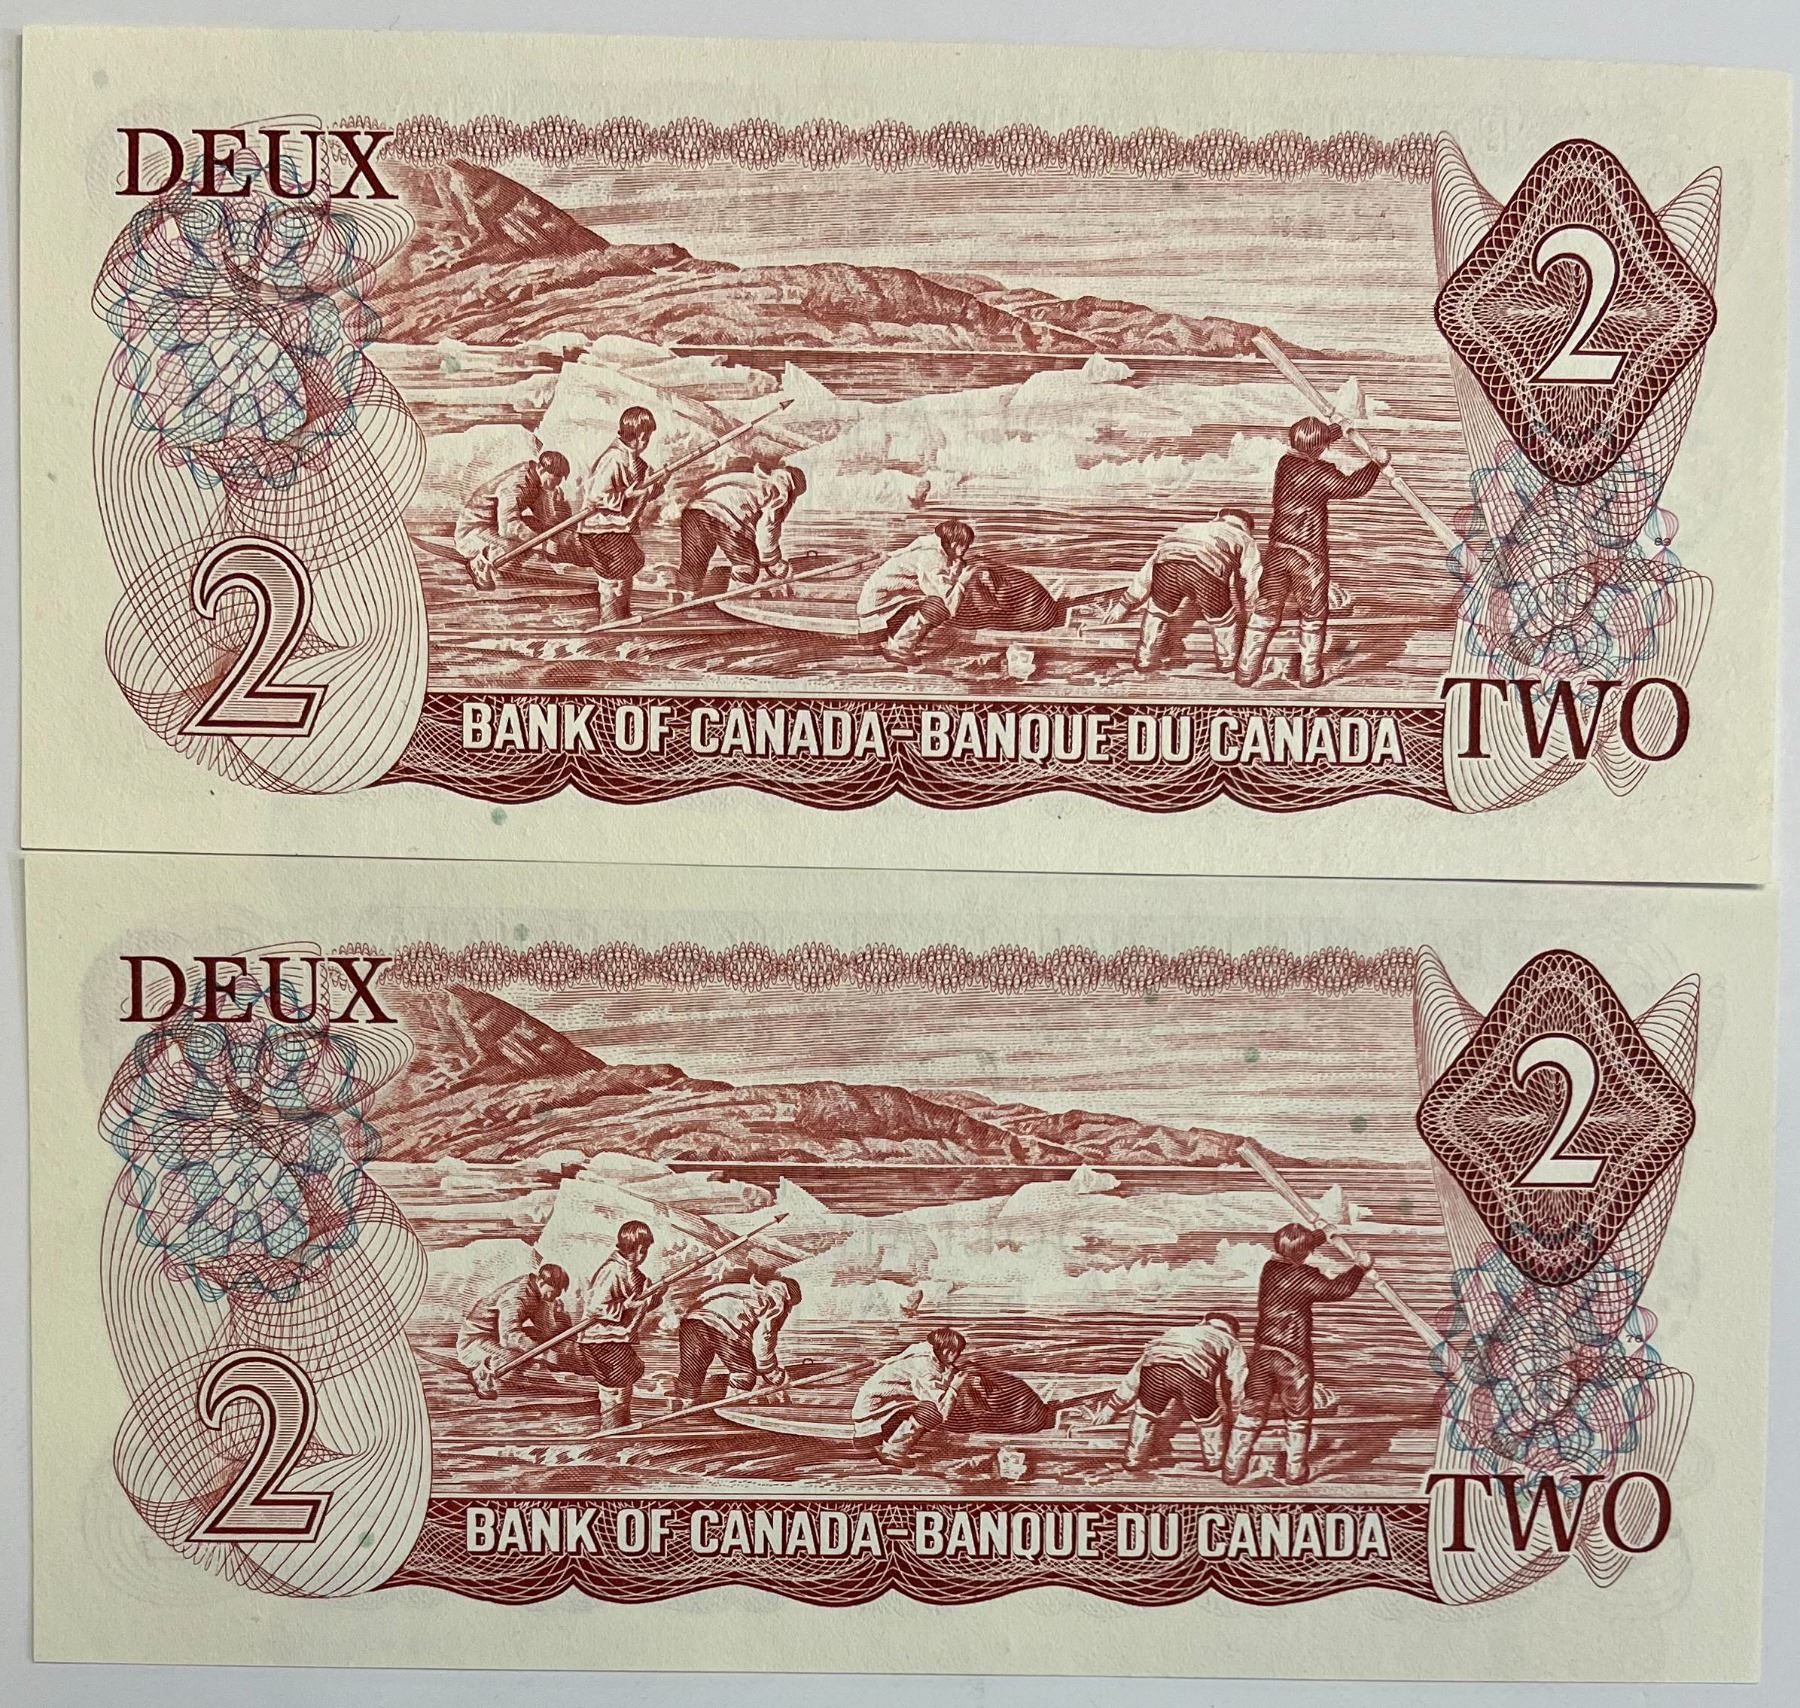 DEUX
2
2
BANK OF CANADA-BANQUE DU CANADA
TWO
DEUX
2
2
76
BANK OF CANADA-BANQUE DU CANADA
TWO